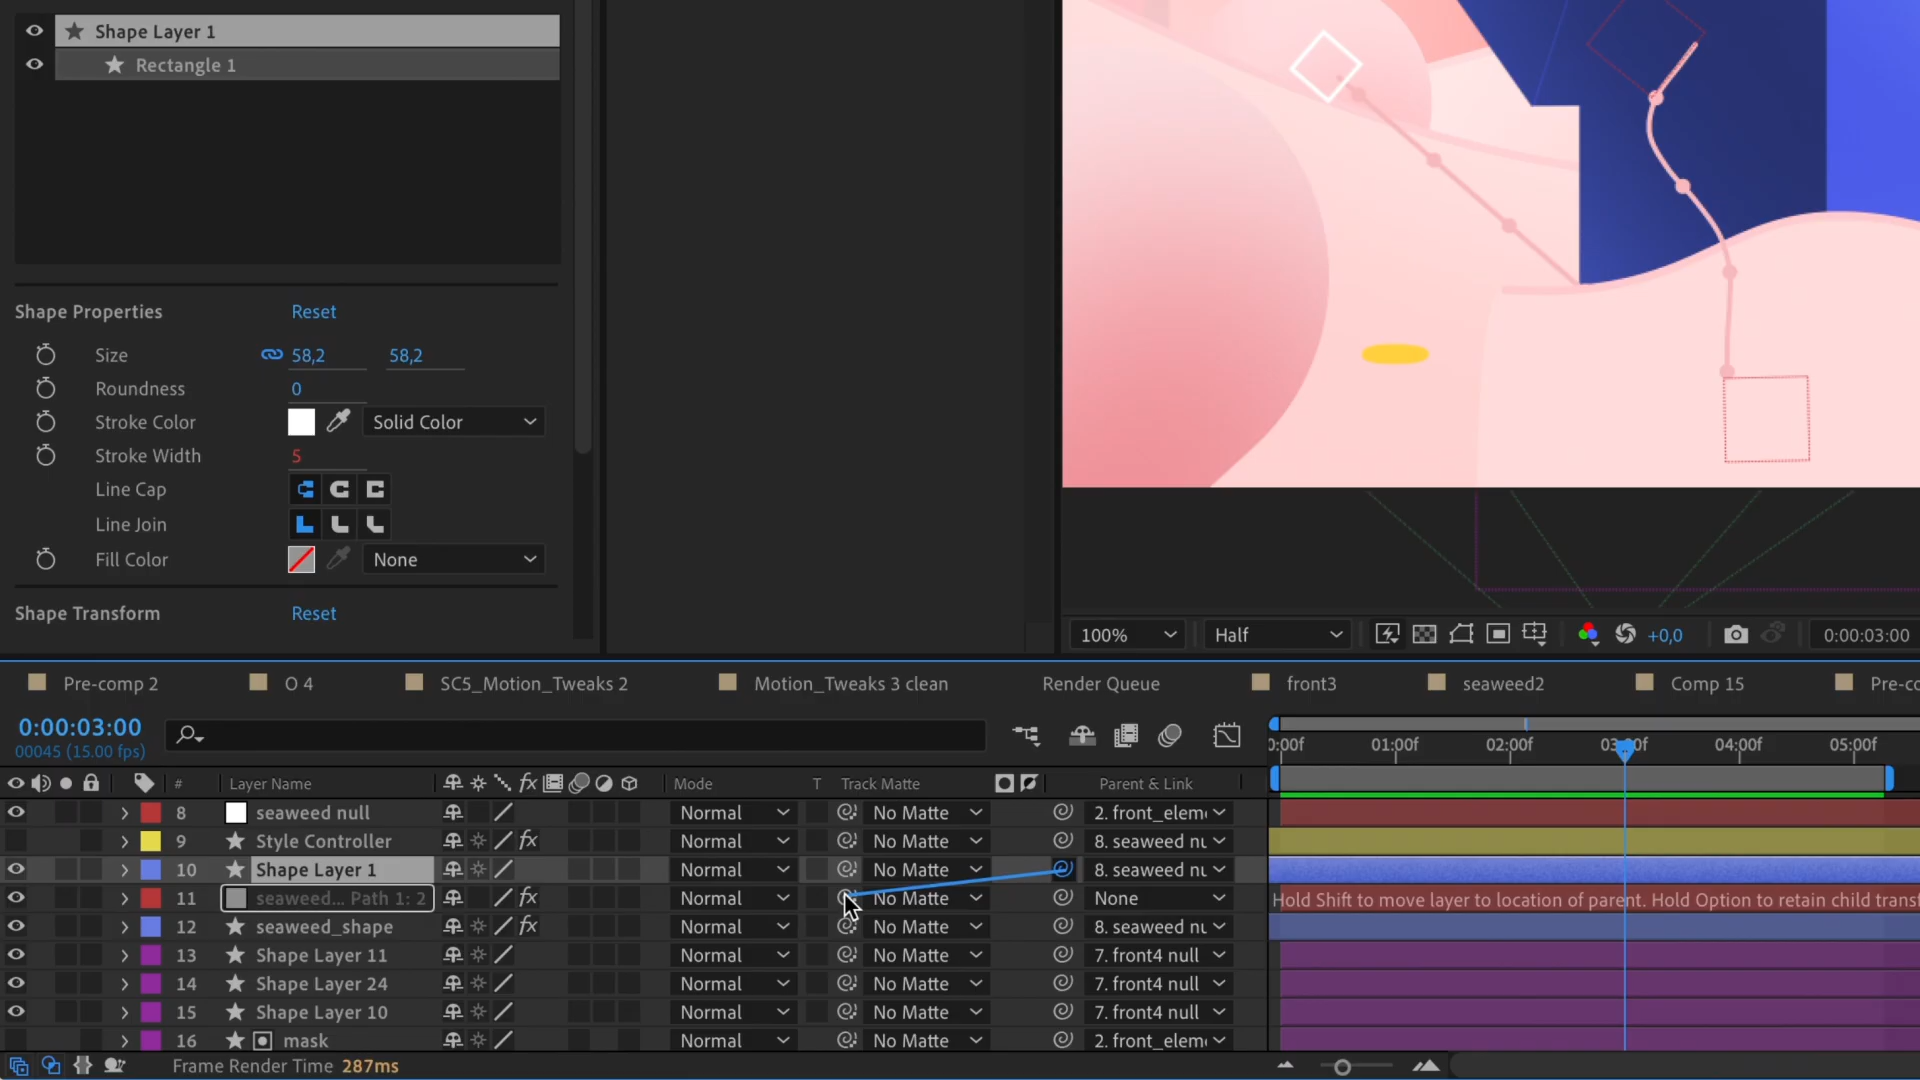 Shape Layer 1
Rectangle 1
Shape Properties Reset
Size 58,2 58,2
Roundness 0
Stroke Color Solid Color
Stroke Width 5
Line Cap
Line Join
Fill Color None
Shape Transform Reset
100% Half +0,0 0:00:03:00
Pre-comp 2 O 4 SC5_Motion_Tweaks 2 Motion_Tweaks 3 clean Render Queue front3 seaweed2 Comp 15 Pre-co
0:00:03:00
00045 (15.00 fps)
0:00f 01:00f 02:00f 03:00f 04:00f 05:00f
# Layer Name fx Mode T Track Matte Parent & Link
8 seaweed null Normal No Matte 2. front_elem
9 Style Controller fx Normal No Matte 8. seaweed nu
10 Shape Layer 1 Normal No Matte 8. seaweed nu
11 seaweed... Path 1: 2 fx Normal No Matte None Hold Shift to move layer to location of parent. Hold Option to retain child transf
12 seaweed_shape fx Normal No Matte 8. seaweed nu
13 Shape Layer 11 Normal No Matte 7. front4 null
14 Shape Layer 24 Normal No Matte 7. front4 null
15 Shape Layer 10 Normal No Matte 7. front4 null
16 mask Normal No Matte 2. front_elem
Frame Render Time 287ms